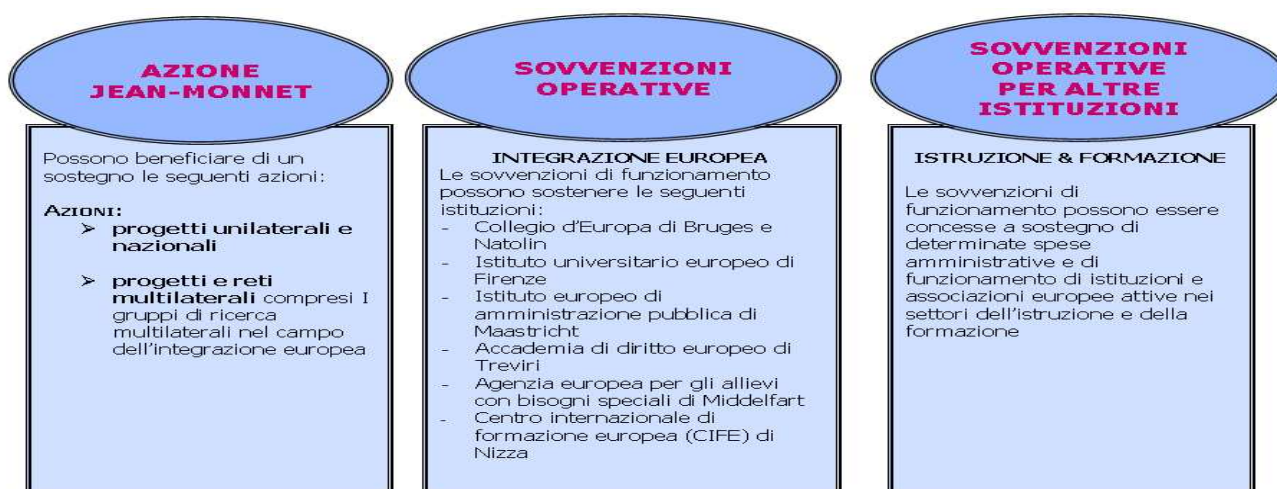 AZIONE
JEAN-MONNET
Possono beneficiare di un
sostegno le seguenti azioni:
AZIONI:
➢ progetti unilaterali e
nazionali
➢ progetti e reti
multilaterali compresi I
gruppi di ricerca
multilaterali nel campo
dell'integrazione europea
SOVVENZIONI
OPERATIVE
INTEGRAZIONE EUROPEA
Le sovvenzioni di funzionamento
possono sostenere le seguenti
istituzioni:
- Collegio d'Europa di Bruges e
Natolin
- Istituto universitario europeo di
Firenze
- Istituto europeo di
amministrazione pubblica di
Maastricht
- Accademia di diritto europeo di
Treviri
- Agenzia europea per gli allievi
con bisogni speciali di Middelfart
- Centro internazionale di
formazione europea (CIFE) di
Nizza
SOVVENZIONI
OPERATIVE
PER ALTRE
ISTITUZIONI
ISTRUZIONE & FORMAZIONE
Le sovvenzioni di
funzionamento possono essere
concesse a sostegno di
determinate spese
amministrative e di
funzionamento di istituzioni e
associazioni europee attive nei
settori dell'istruzione e della
formazione